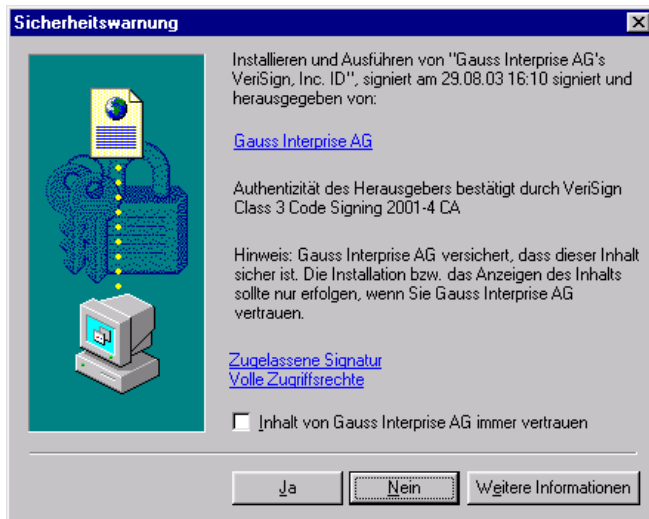 Sicherheitswarnung
Installieren und Ausführen von "Gauss Interprise AG's
VeriSign, Inc. ID", signiert am 29.08.03 16:10 signiert und
herausgegeben von:
Gauss Interprise AG
Authentizität des Herausgebers bestätigt durch VeriSign
Class 3 Code Signing 2001-4 CA
Hinweis: Gauss Interprise AG versichert, dass dieser Inhalt
sicher ist. Die Installation bzw. das Anzeigen des Inhalts
sollte nur erfolgen, wenn Sie Gauss Interprise AG
vertrauen.
Zugelassene Signatur
Volle Zugriffsrechte
Inhalt von Gauss Interprise AG immer vertrauen
Ja Nein Weitere Informationen